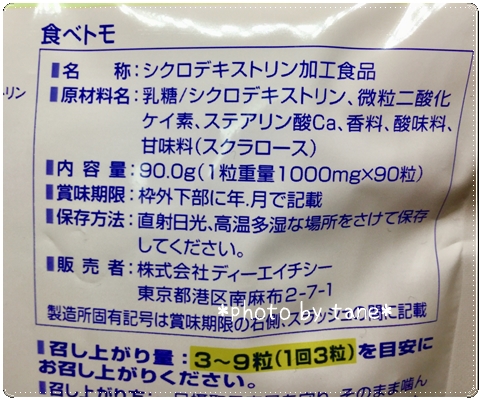 食べトモ
名 称：シクロデキストリン加工食品
原材料名：乳糖/シクロデキストリン、微粒二酸化
ケイ素、ステアリン酸Ca、香料、酸味料、
甘味料(スクラロース)
内 容 量：90.0g(1粒重量1000mg×90粒)
賞味期限：枠外下部に年.月で記載
保存方法：直射日光、高温多湿な場所をさけて保存
してください。
販 売 者：株式会社ディーエイチシー
東京都港区南麻布2-7-1
*Photo by tane*
製造所固有記号は賞味期限の右側、スラッシュの間に記載
召し上がり量：3〜9粒(1回3粒)を目安に
お召し上がりください。
リン